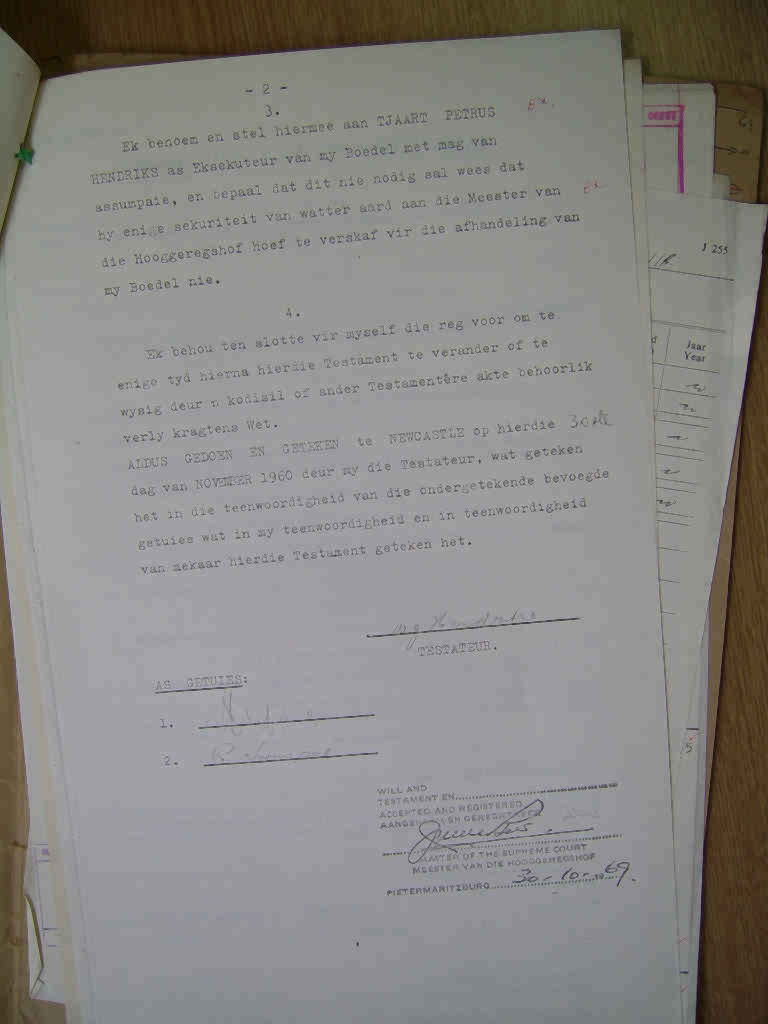 - 2 -
3.
Ek benoem en stel hiermee aan TJAART PETRUS
HENDRIKS as Eksekuteur van my Boedel met mag van
assumpsie, en bepaal dat dit nie nodig sal wees dat
hy enige sekuriteit van watter aard aan die Meester van
die Hooggeregshof hoef te verskaf vir die afhandeling van
my Boedel nie.
4.
Ek behou ten slotte vir myself die reg voor om te
enige tyd hierna hierdie Testament te verander of te
wysig deur n kodisil of ander Testamentêre akte behoorlik
verly kragtens Wet.
ALDUS GEDOEN EN GETEKEN te NEWCASTLE op hierdie 30ste
dag van NOVEMBER 1960 deur my die Testateur, wat geteken
het in die teenwoordigheid van die ondergetekende bevoegde
getuies wat in my teenwoordigheid en in teenwoordigheid
van mekaar hierdie Testament geteken het.
TESTATEUR.
AS GETUIES:
1.
2.
WILL AND
TESTAMENT EN
ACCEPTED AND REGISTERED
AANGENEEM EN GEREGISTREER
MASTER OF THE SUPREME COURT
MEESTER VAN DIE HOOGGEREGSHOF
PIETERMARITZBURG 30-10-1969.
J 255
Jaar
Year